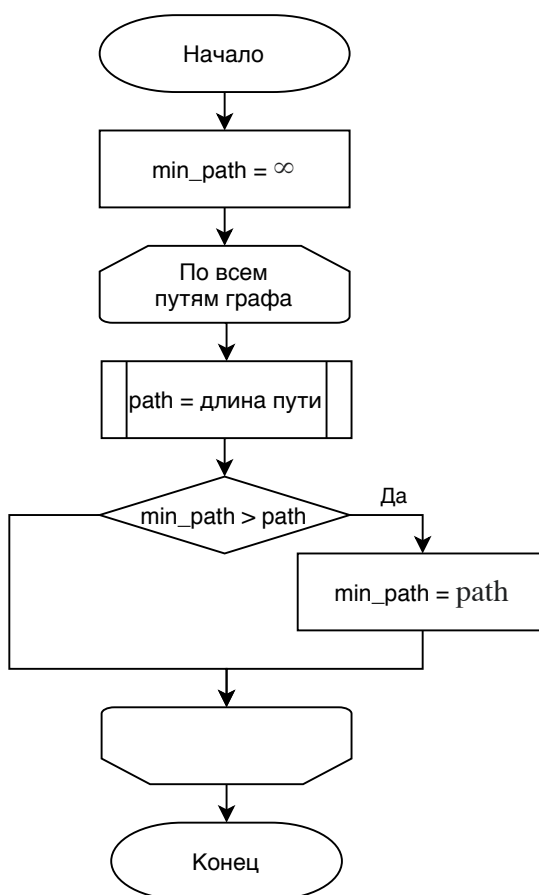 Начало
min_path = ∞
По всем
путям графа
path = длина пути
min_path > path
Да
min_path = path
Конец